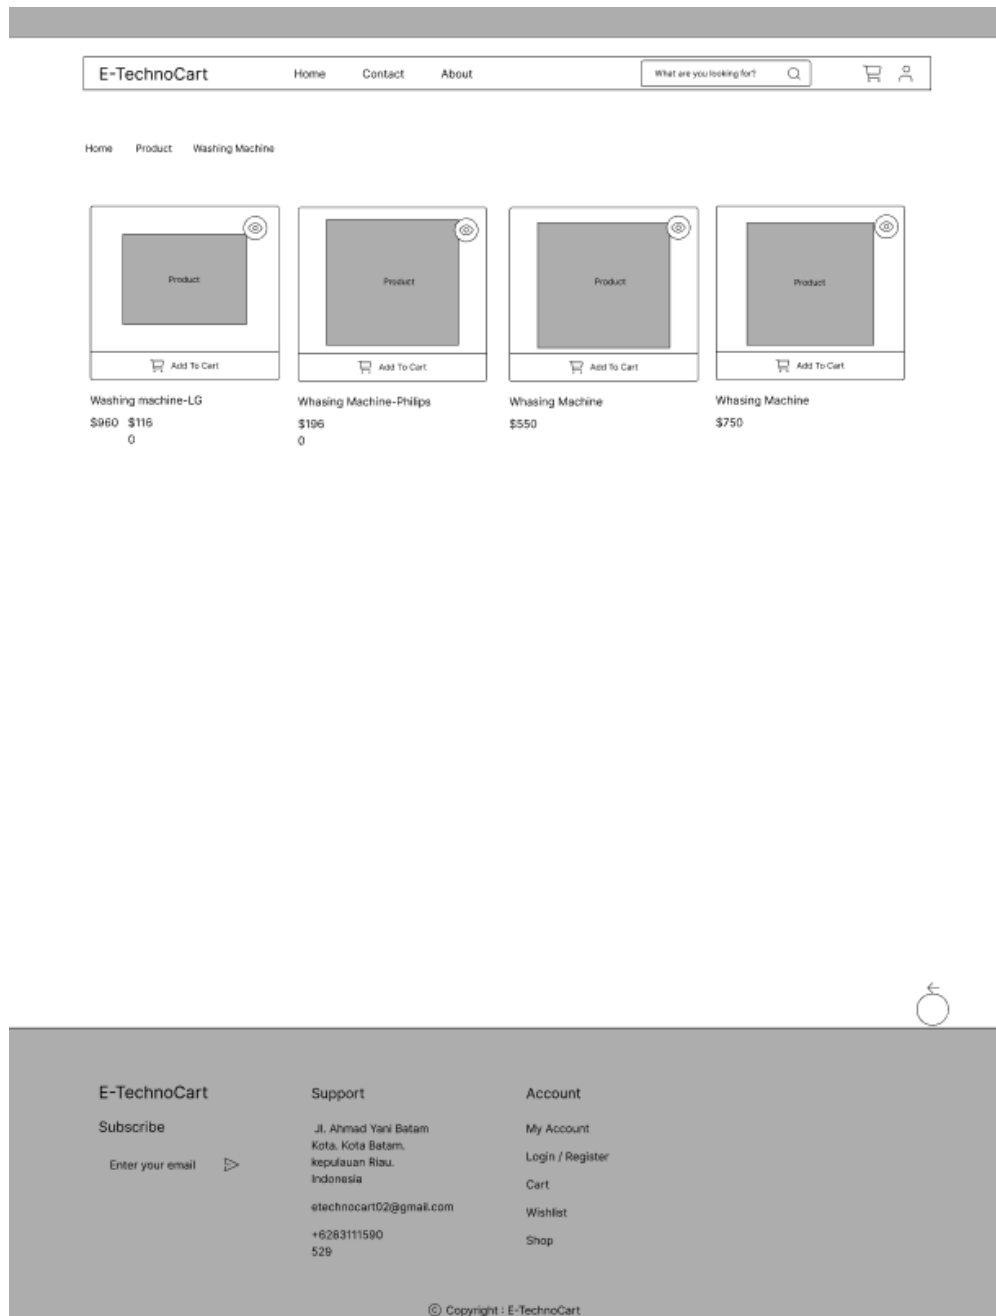 E-TechnoCart
Home
Contact
About
What are you looking for?
Home
Product
Washing Machine
Product
Product
Product
Product
Add To Cart
Add To Cart
Add To Cart
Add To Cart
Washing machine-LG
$960
$116
0
Whasing Machine-Philips
$196
0
Whasing Machine
$550
Whasing Machine
$750
E-TechnoCart
Subscribe
Enter your email
Support
Jl. Ahmad Yani Batam
Kota. Kota Batam.
kepulauan Riau.
Indonesia
etechnocart02@gmail.com
+6283111590
529
Account
My Account
Login / Register
Cart
Wishlist
Shop
© Copyright : E-TechnoCart